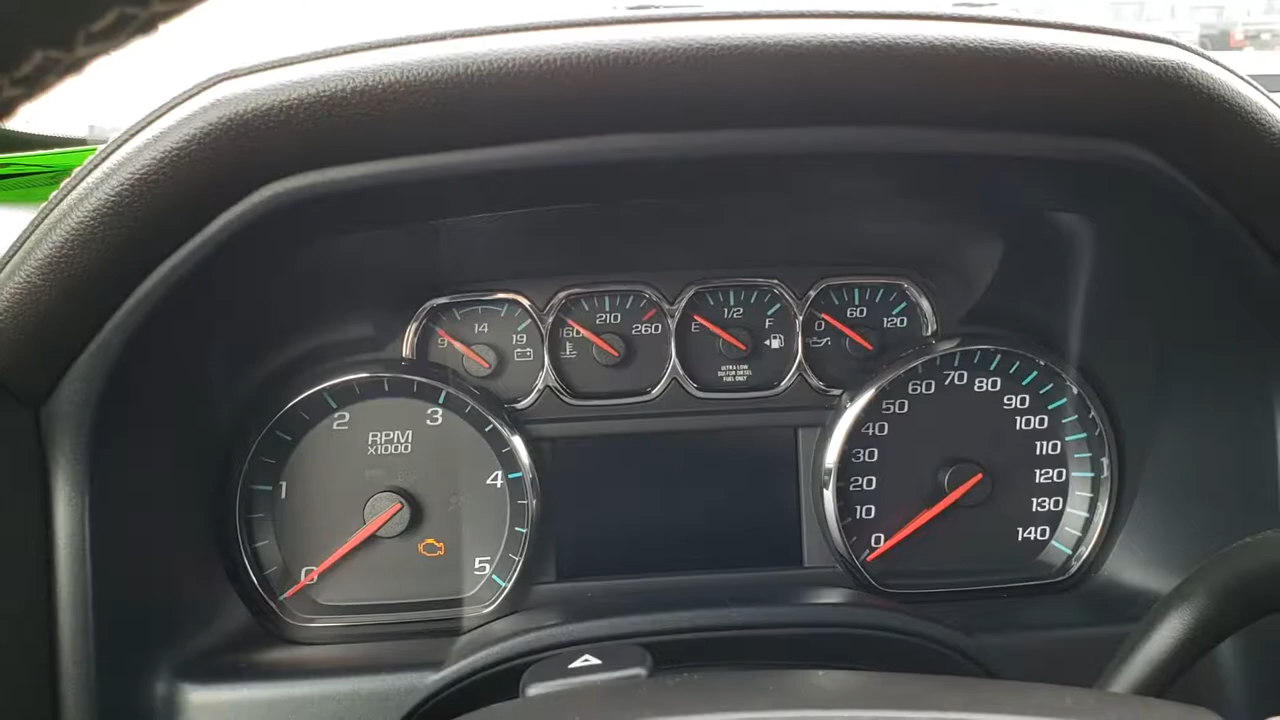 9 14 19
160 210 260
E 1/2 F
ULTRA LOW
SULFUR DIESEL
FUEL ONLY
0 60 120
0 1 2 3 4 5
RPM
x1000
0 10 20 30 40 50 60 70 80 90 100 110 120 130 140